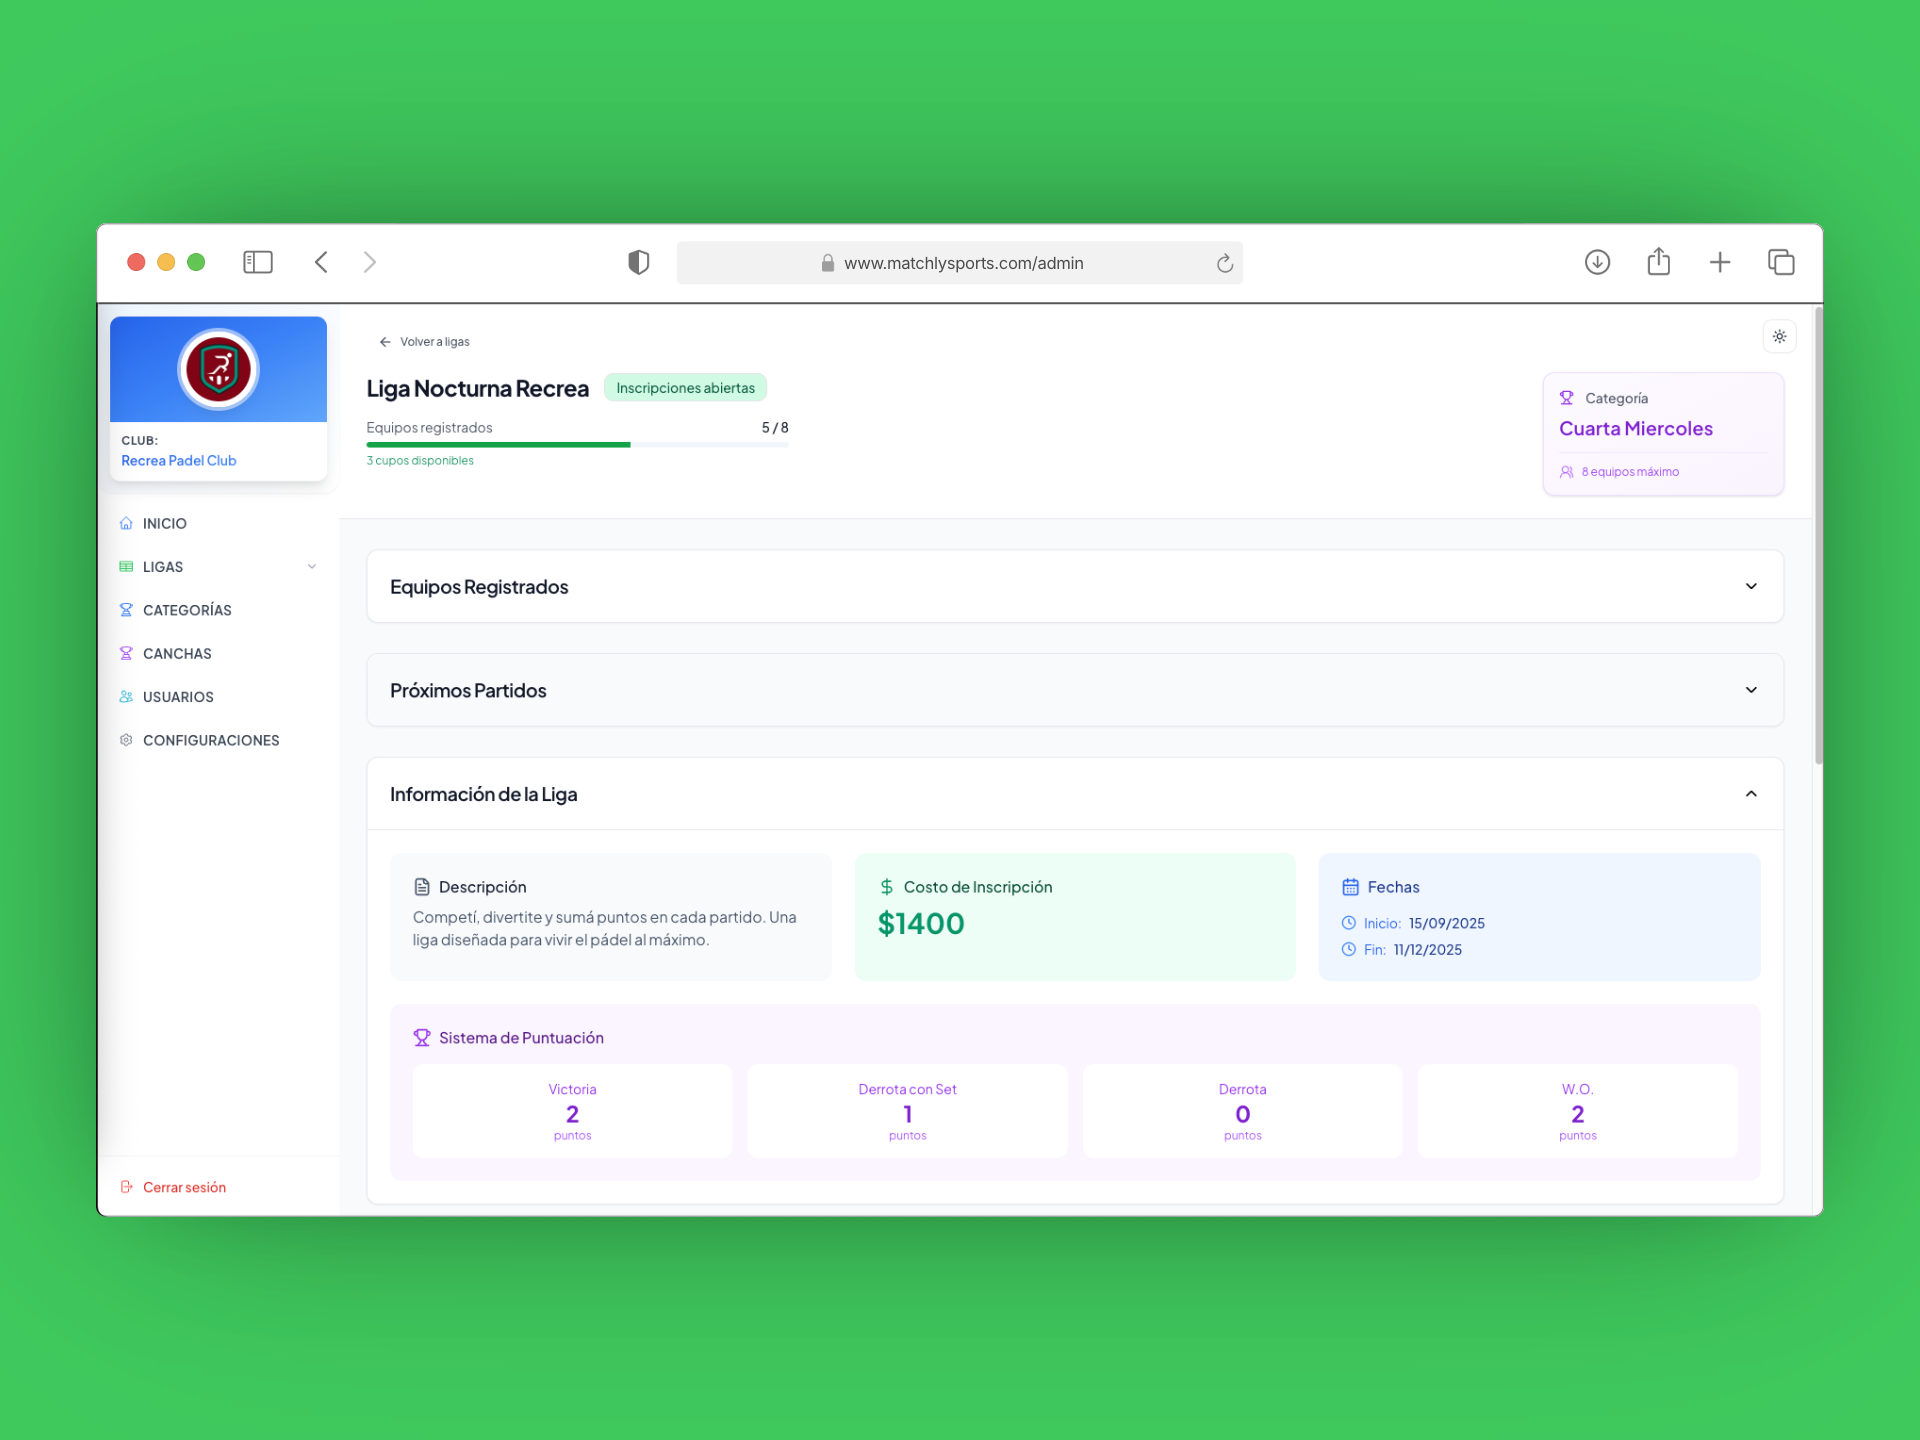 www.matchlysports.com/admin
CLUB:
Recrea Padel Club
INICIO
LIGAS
CATEGORÍAS
CANCHAS
USUARIOS
CONFIGURACIONES
Cerrar sesión
Volver a ligas
Liga Nocturna Recrea
Inscripciones abiertas
Equipos registrados
5 / 8
3 cupos disponibles
Categoría
Cuarta Miercoles
8 equipos máximo
Equipos Registrados
Próximos Partidos
Información de la Liga
Descripción
Competí, divertite y sumá puntos en cada partido. Una
liga diseñada para vivir el pádel al máximo.
Costo de Inscripción
$1400
Fechas
Inicio: 15/09/2025
Fin: 11/12/2025
Sistema de Puntuación
Victoria
2
puntos
Derrota con Set
1
puntos
Derrota
0
puntos
W.O.
2
puntos